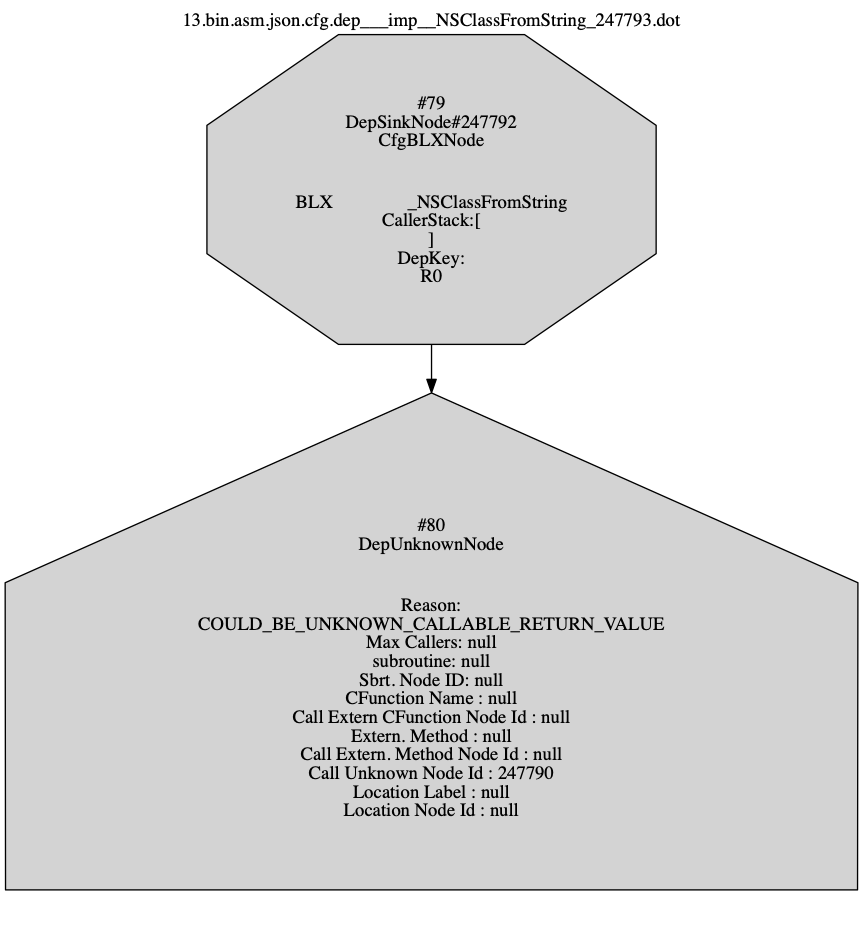 13.bin.asm.json.cfg.dep___imp__NSClassFromString_247793.dot
#79
DepSinkNode#247792
CfgBLXNode
BLX _NSClassFromString
CallerStack:[
]
DepKey:
R0
#80
DepUnknownNode
Reason:
COULD_BE_UNKNOWN_CALLABLE_RETURN_VALUE
Max Callers: null
subroutine: null
Sbrt. Node ID: null
CFunction Name : null
Call Extern CFunction Node Id : null
Extern. Method : null
Call Extern. Method Node Id : null
Call Unknown Node Id : 247790
Location Label : null
Location Node Id : null